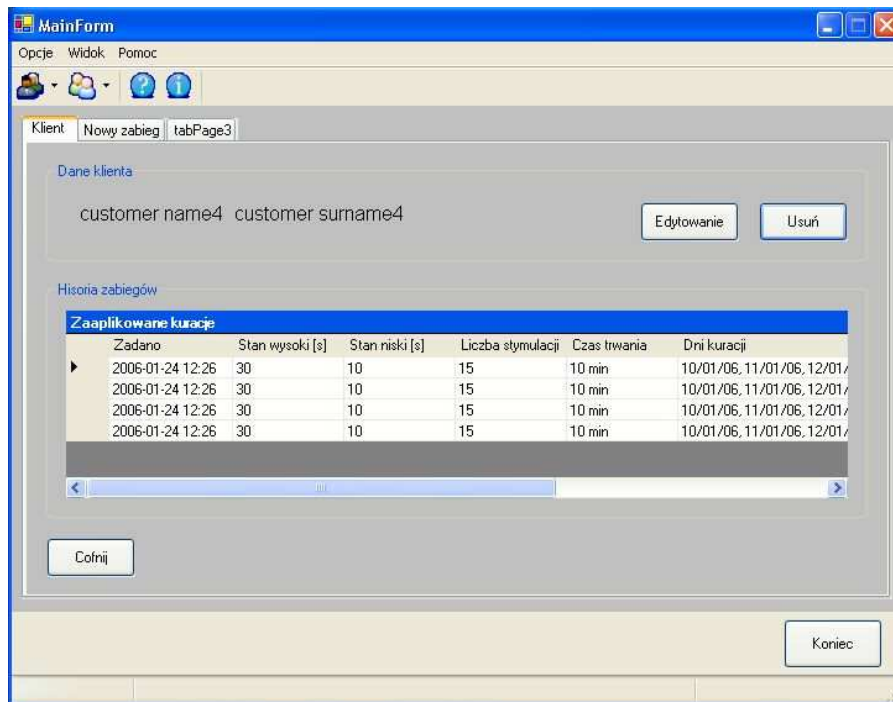 MainForm
Opcje Widok Pomoc
Klient Nowy zabieg tabPage3
Dane klienta
customer name4 customer surname4
Edytowanie Usuń
Hisoria zabiegów
Zaaplikowane kuracje
Zadano Stan wysoki [s] Stan niski [s] Liczba stymulacji Czas trwania Dni kuracji
2006-01-24 12:26 30 10 15 10 min 10/01/06, 11/01/06, 12/01/
2006-01-24 12:26 30 10 15 10 min 10/01/06, 11/01/06, 12/01/
2006-01-24 12:26 30 10 15 10 min 10/01/06, 11/01/06, 12/01/
2006-01-24 12:26 30 10 15 10 min 10/01/06, 11/01/06, 12/01/
Cofnij
Koniec